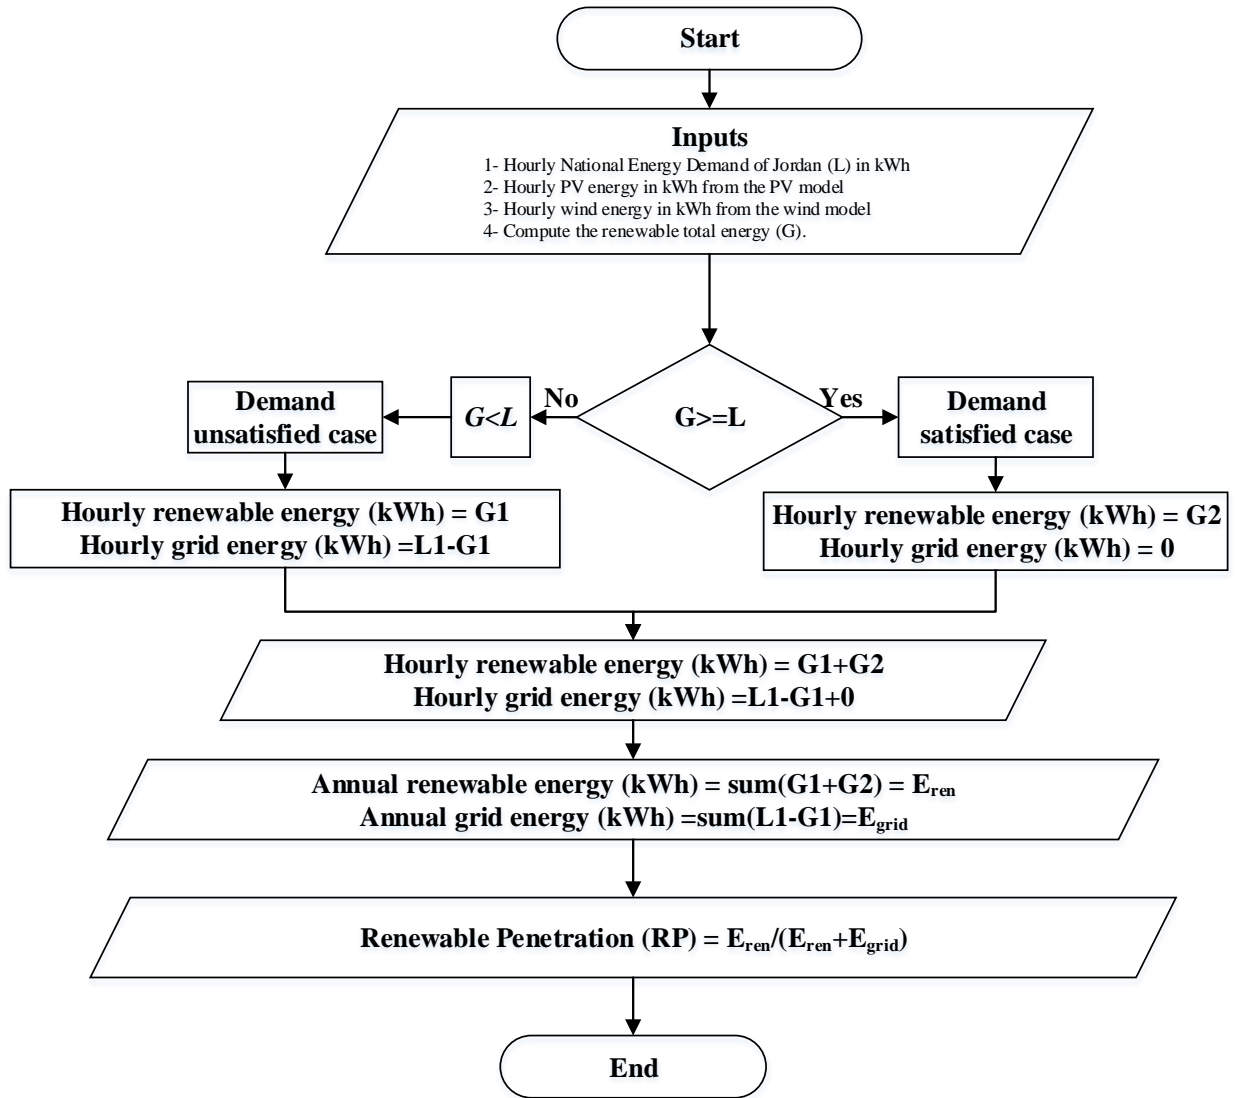 Start
Inputs
1- Hourly National Energy Demand of Jordan (L) in kWh
2- Hourly PV energy in kWh from the PV model
3- Hourly wind energy in kWh from the wind model
4- Compute the renewable total energy (G).
G>=L
No
Yes
G<L
Demand
unsatisfied case
Demand
satisfied case
Hourly renewable energy (kWh) = G1
Hourly grid energy (kWh) =L1-G1
Hourly renewable energy (kWh) = G2
Hourly grid energy (kWh) = 0
Hourly renewable energy (kWh) = G1+G2
Hourly grid energy (kWh) =L1-G1+0
Annual renewable energy (kWh) = sum(G1+G2) = Eren
Annual grid energy (kWh) =sum(L1-G1)=Egrid
Renewable Penetration (RP) = Eren/(Eren+Egrid)
End